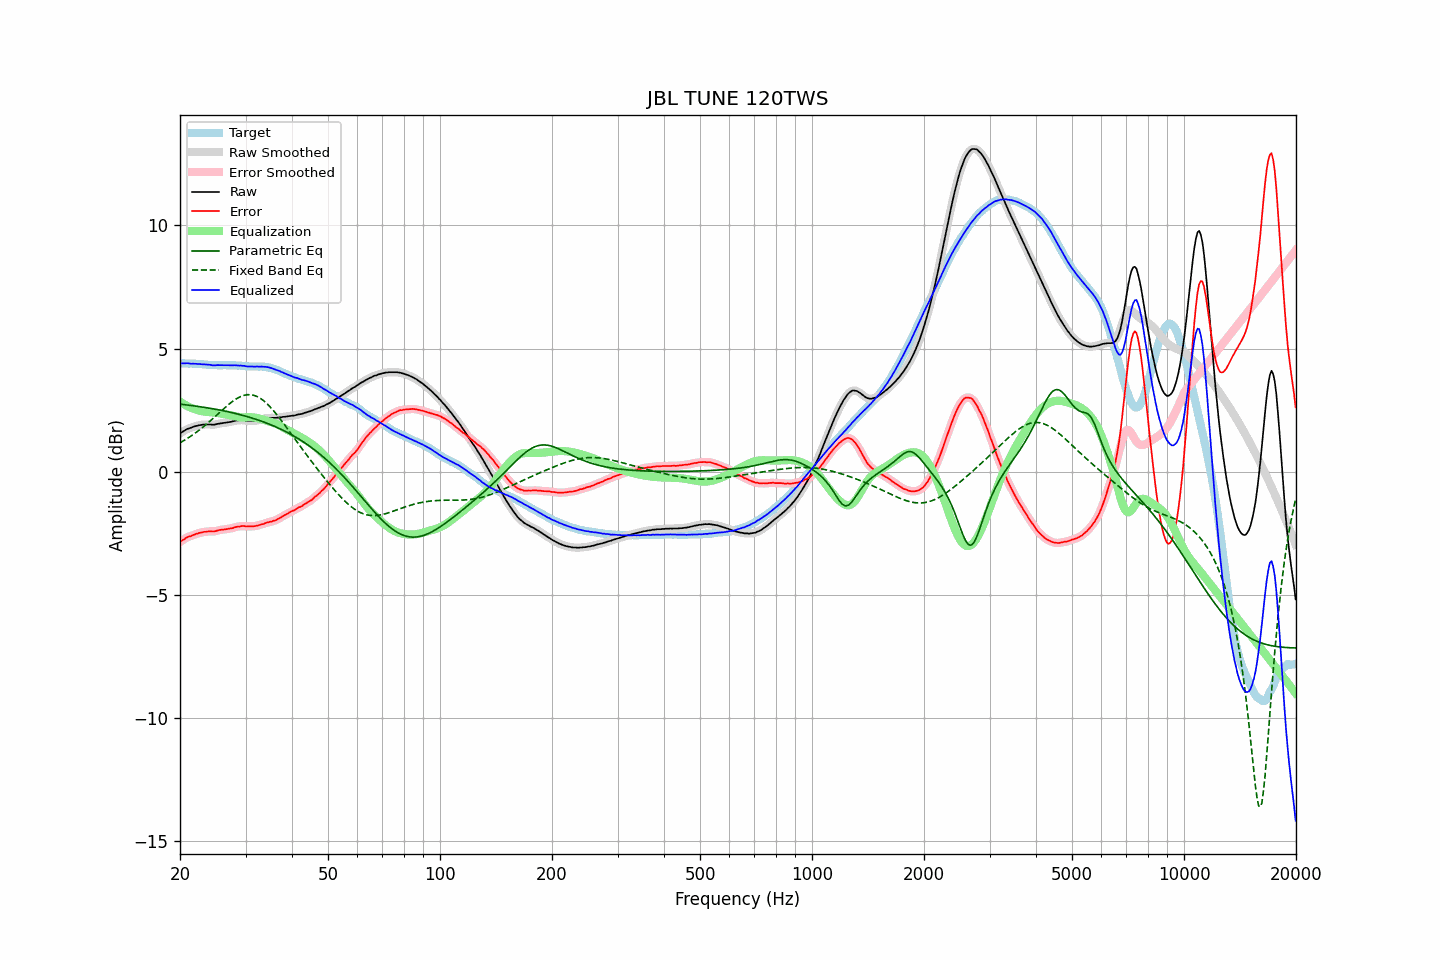 JBL TUNE 120TWS
Target
Raw Smoothed
Error Smoothed
Raw
Error
Equalization
Parametric Eq
Fixed Band Eq
Equalized
Amplitude (dBr)
10
5
0
−5
−10
−15
20
50
100
200
500
1000
2000
5000
10000
20000
Frequency (Hz)